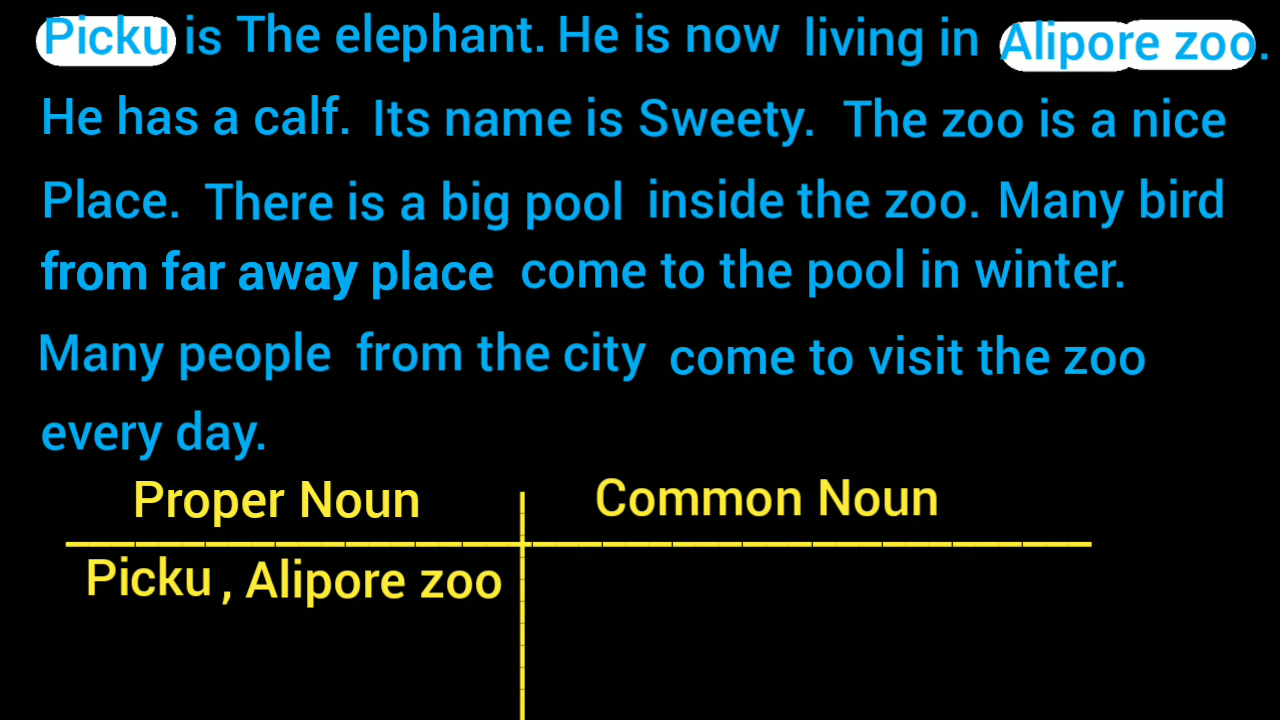 Picku is The elephant. He is now living in Alipore zoo.
He has a calf. Its name is Sweety. The zoo is a nice
Place. There is a big pool inside the zoo. Many bird
from far away place come to the pool in winter.
Many people from the city come to visit the zoo
every day.
Proper Noun Common Noun
Picku , Alipore zoo